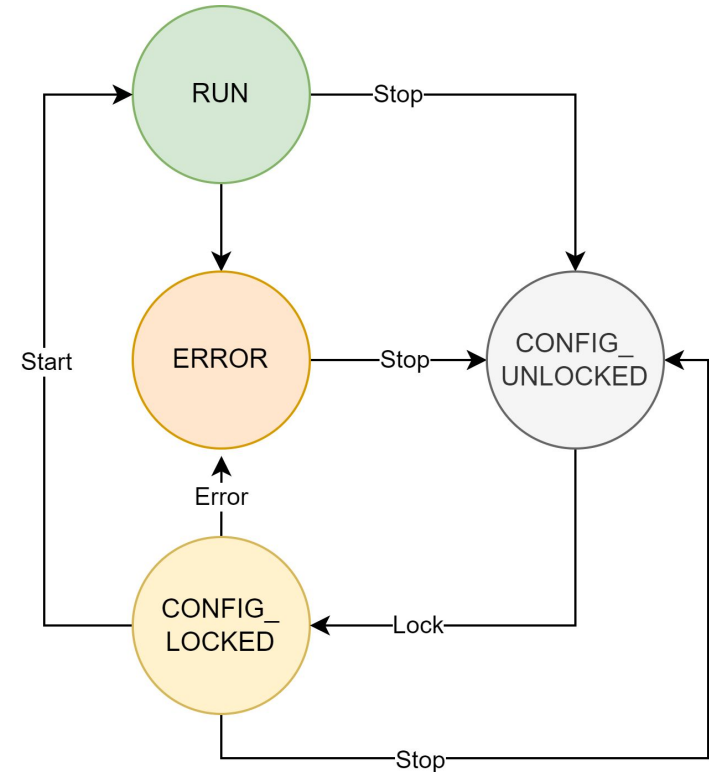 RUN
Stop
Start
ERROR
Stop
CONFIG_
UNLOCKED
Error
CONFIG_
LOCKED
Lock
Stop